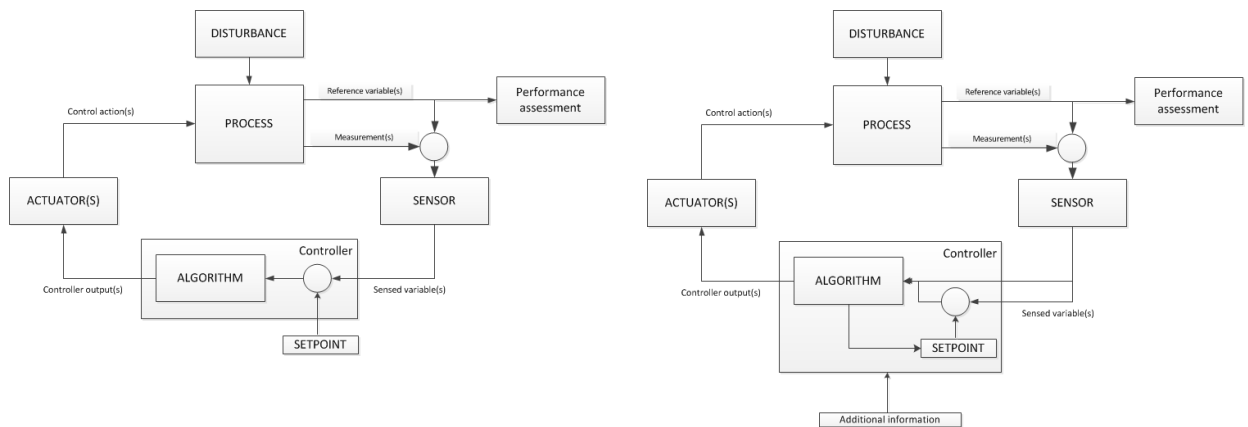 DISTURBANCE
Reference variable(s)
Performance
assessment
Control action(s)
PROCESS
Measurement(s)
ACTUATOR(S)
SENSOR
Controller
ALGORITHM
Controller output(s)
Sensed variable(s)
SETPOINT
DISTURBANCE
Reference variable(s)
Performance
assessment
Control action(s)
PROCESS
Measurement(s)
ACTUATOR(S)
SENSOR
Controller
ALGORITHM
Controller output(s)
Sensed variable(s)
SETPOINT
Additional information